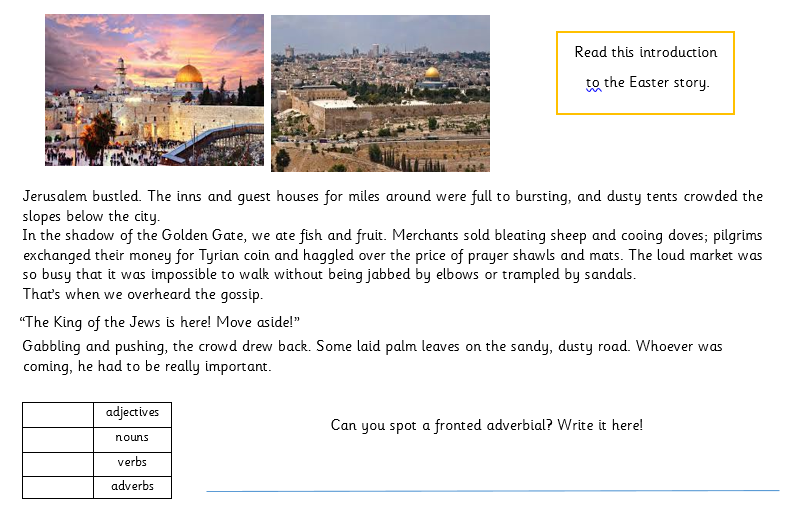 Read this introduction
to the Easter story.
Jerusalem bustled. The inns and guest houses for miles around were full to bursting, and dusty tents crowded the
slopes below the city.
In the shadow of the Golden Gate, we ate fish and fruit. Merchants sold bleating sheep and cooing doves; pilgrims
exchanged their money for Tyrian coin and haggled over the price of prayer shawls and mats. The loud market was
so busy that it was impossible to walk without being jabbed by elbows or trampled by sandals.
That's when we overheard the gossip.
“The King of the Jews is here! Move aside!”
Gabbling and pushing, the crowd drew back. Some laid palm leaves on the sandy, dusty road. Whoever was
coming, he had to be really important.
adjectives
nouns
verbs
adverbs
Can you spot a fronted adverbial? Write it here!